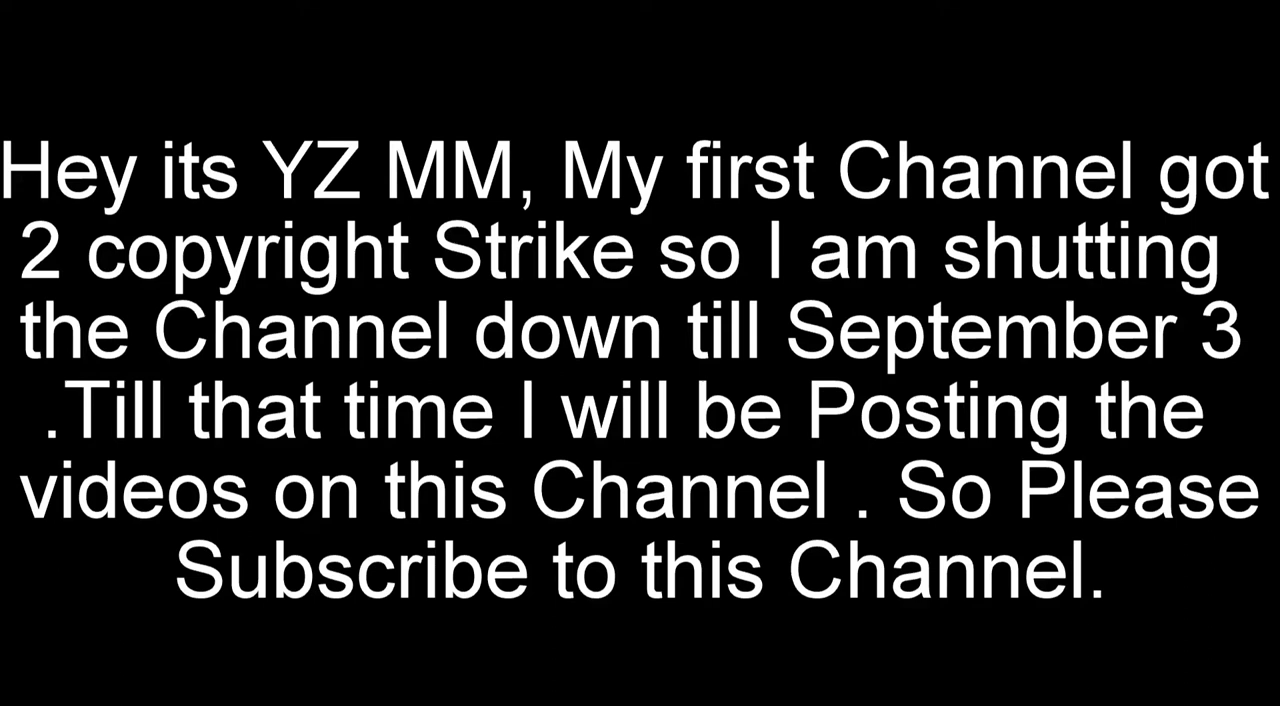 Hey its YZ MM, My first Channel got
2 copyright Strike so I am shutting
the Channel down till September 3
.Till that time I will be Posting the
videos on this Channel . So Please
Subscribe to this Channel.